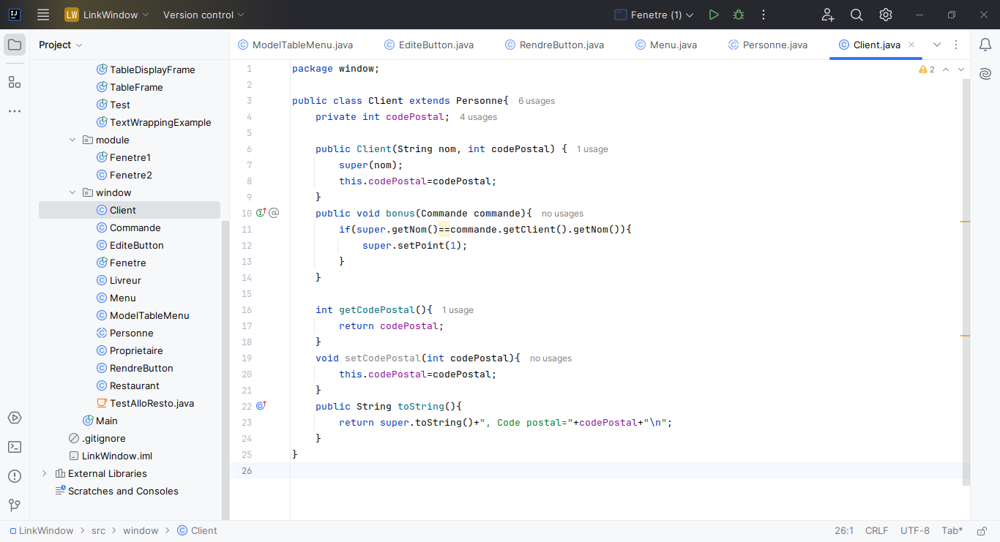 LW LinkWindow Version control Fenetre (1)
Project
ModelTableMenu.java EditeButton.java RendreButton.java Menu.java Personne.java Client.java
TableDisplayFrame
TableFrame
Test
TextWrappingExample
module
Fenetre1
Fenetre2
window
Client
Commande
EditeButton
Fenetre
Livreur
Menu
ModelTableMenu
Personne
Proprietaire
RendreButton
Restaurant
TestAlloResto.java
Main
.gitignore
LinkWindow.iml
External Libraries
Scratches and Consoles
2
1 package window;
2
3 public class Client extends Personne{ 6 usages
4 private int codePostal; 4 usages
5
6 public Client(String nom, int codePostal) { 1 usage
7 super(nom);
8 this.codePostal=codePostal;
9 }
10 public void bonus(Commande commande){ no usages
11 if(super.getNom()==commande.getClient().getNom()){
12 super.setPoint(1);
13 }
14 }
15
16 int getCodePostal(){ 1 usage
17 return codePostal;
18 }
19 void setCodePostal(int codePostal){ no usages
20 this.codePostal=codePostal;
21 }
22 public String toString(){
23 return super.toString()+", Code postal="+codePostal+"\n";
24 }
25 }
26
LinkWindow > src > window > Client 26:1 CRLF UTF-8 Tab*